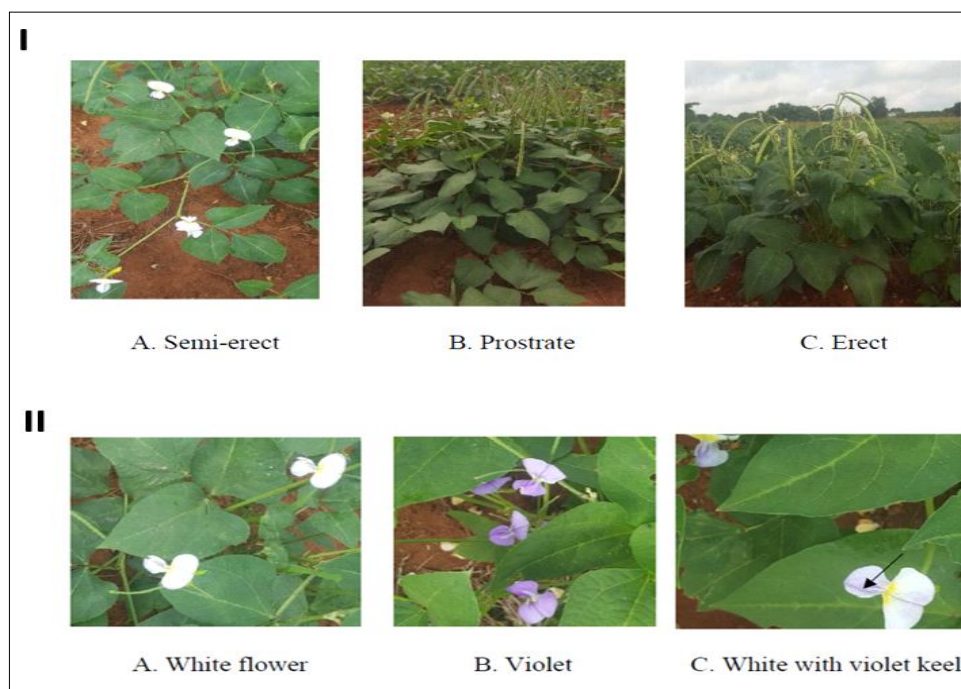 I
A. Semi-erect
B. Prostrate
C. Erect
II
A. White flower
B. Violet
C. White with violet keel